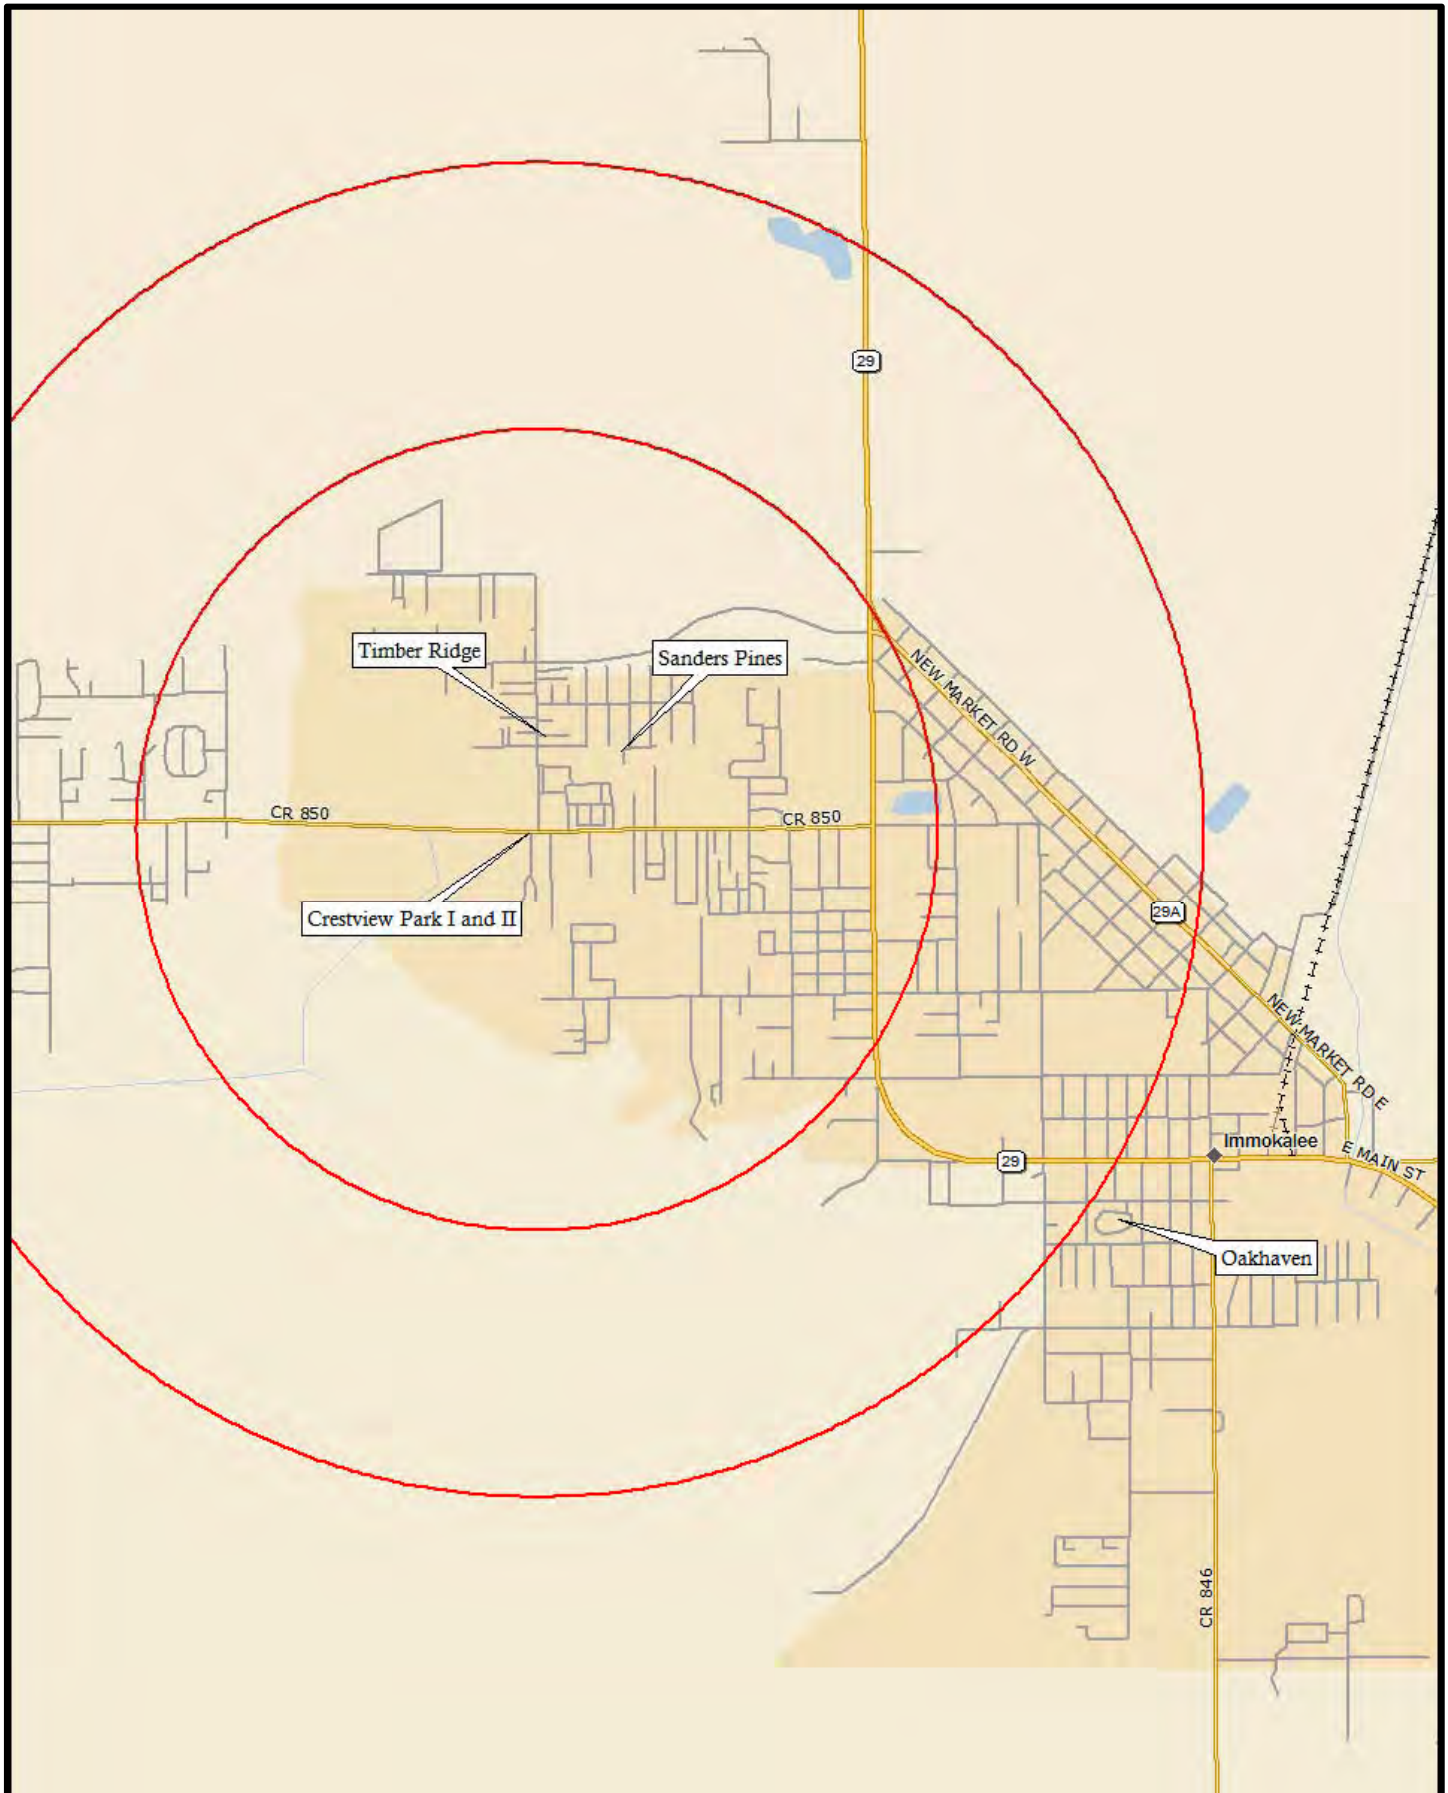 29
Timber Ridge
Sanders Pines
NEW MARKET RD W
CR 850
CR 850
Crestview Park I and II
29A
NEW MARKET RD E
Immokalee
E MAIN ST
29
Oakhaven
CR 846